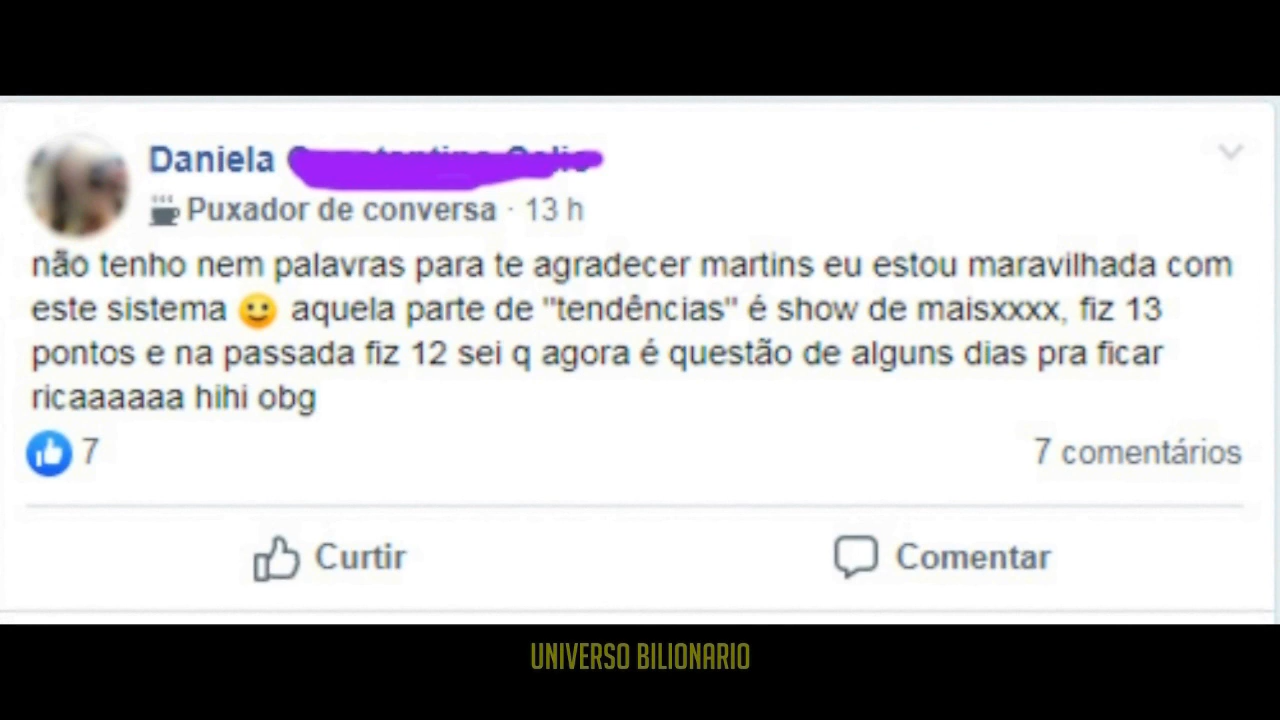 Daniela
Puxador de conversa · 13 h
não tenho nem palavras para te agradecer martins eu estou maravilhada com
este sistema 🙂 aquela parte de "tendências" é show de maisxxxx, fiz 13
pontos e na passada fiz 12 sei q agora é questão de alguns dias pra ficar
ricaaaaaa hihi obg
7
7 comentários
Curtir
Comentar
UNIVERSO BILIONARIO